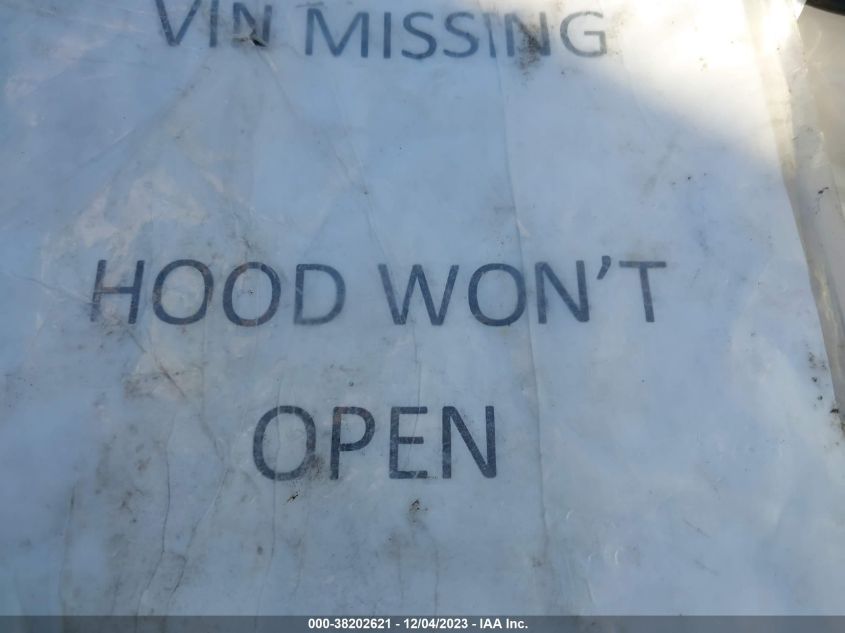 VIN MISSING
HOOD WON'T
OPEN
000-38202621 - 12/04/2023 - IAA Inc.